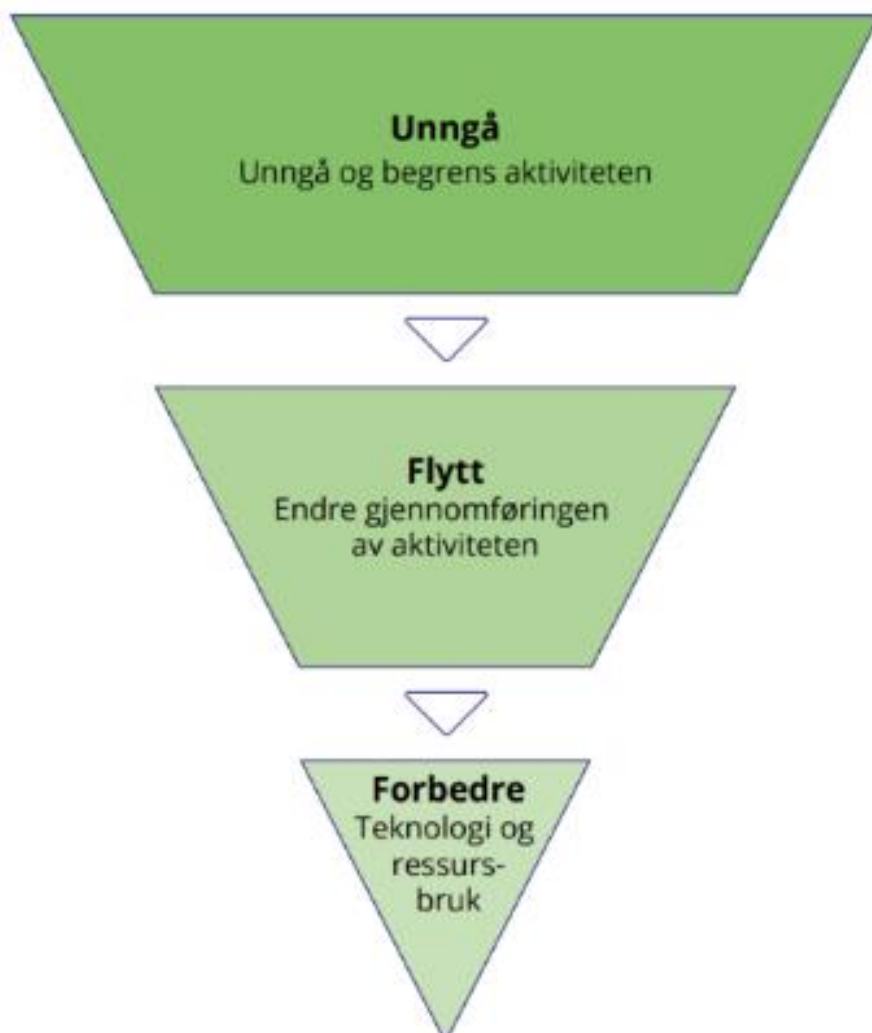 Unngå
Unngå og begrens aktiviteten
Flytt
Endre gjennomføringen
av aktiviteten
Forbedre
Teknologi og
ressurs-
bruk